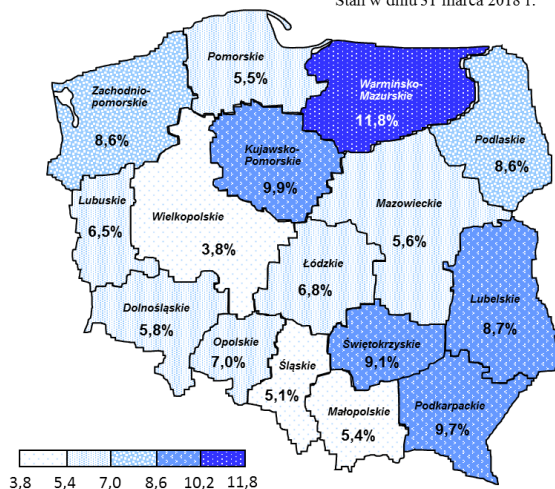 Stan w dniu 31 marca 2018 r.
Pomorskie
5,5%
Zachodnio-
pomorskie
8,6%
Warmińsko-
Mazurskie
11,8%
Podlaskie
8,6%
Kujawsko-
Pomorskie
9,9%
Lubuskie
6,5%
Wielkopolskie
3,8%
Mazowieckie
5,6%
Łódzkie
6,8%
Lubelskie
8,7%
Dolnośląskie
5,8%
Opolskie
7,0%
Śląskie
5,1%
Świętokrzyskie
9,1%
Małopolskie
5,4%
Podkarpackie
9,7%
3,8 5,4 7,0 8,6 10,2 11,8